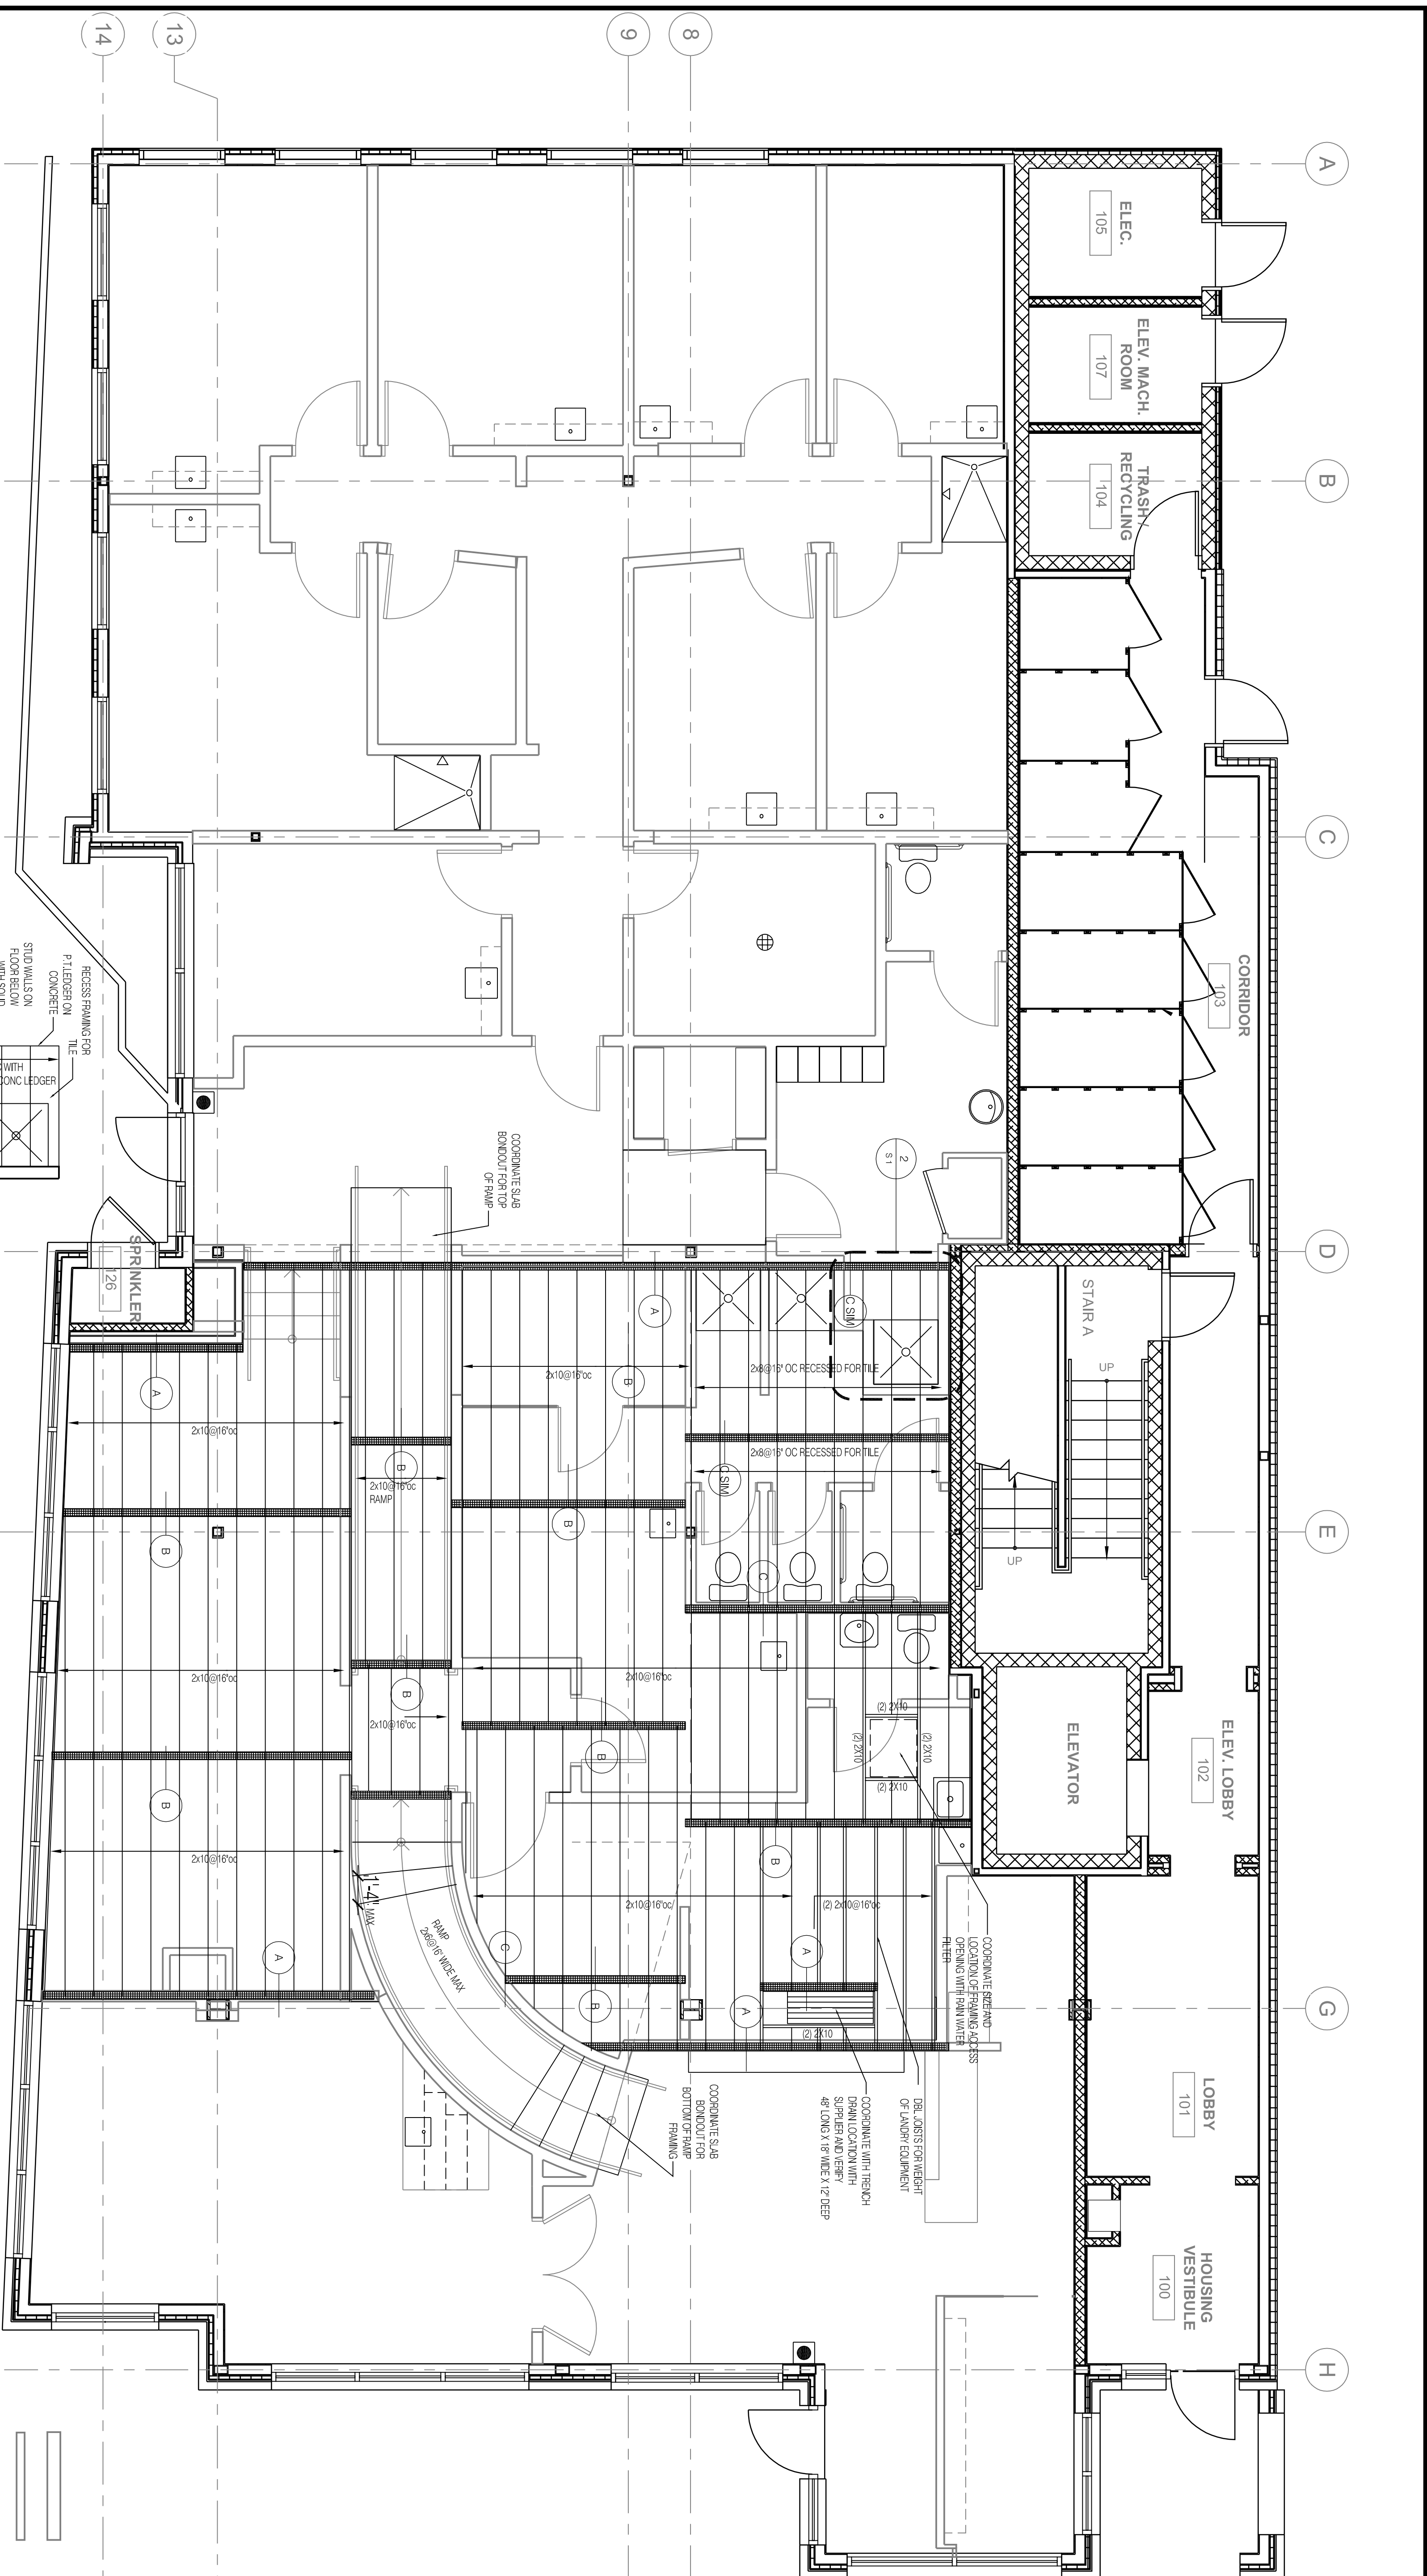 14
13
9
8
A
B
C
D
E
G
H
ELEC.
105
ELEV. MACH.
ROOM
107
TRASH /
RECYCLING
104
CORRIDOR
103
STAIR A
UP
UP
ELEVATOR
ELEV. LOBBY
102
LOBBY
101
HOUSING
VESTIBULE
100
SPRINKLER
126
RECESS FRAMING FOR
TILE
P.T.LEDGER ON
CONCRETE
STUD WALLS ON
FLOOR BELOW
WITH SOLID
WITH
CONC LEDGER
COORDINATE SLAB
BONDOUT FOR TOP
OF RAMP
2
S1
A
C SIM
B
2x10@16"oc
2x8@16" OC RECESSED FOR TILE
2x8@16" OC RECESSED FOR TILE
C SIM
A
2x10@16"oc
B
2x10@16"oc
RAMP
B
C
B
2x10@16"oc
B
2x10@16"oc
2x10@16"oc
B
(2) 2X10
(2) 2X10
(2) 2X10
(2) 2X10
B
2x10@16"oc
B
1'-4"
MAX
RAMP
2x6@16" WIDE MAX
2x10@16"oc
(2) 2x10@16"oc
A
C
B
A
A
(2) 2X10
COORDINATE SIZE AND
LOCATION OF FRAMING ACCESS
OPENING WITH RAIN WATER
FILTER
DBL JOISTS FOR WEIGHT
OF LANDRY EQUIPMENT
COORDINATE WITH TRENCH
DRAIN LOCATION WITH
SUPPLIER AND VERIFY
48" LONG X 18" WIDE X 12" DEEP
COORDINATE SLAB
BONDOUT FOR
BOTTOM OF RAMP
FRAMING